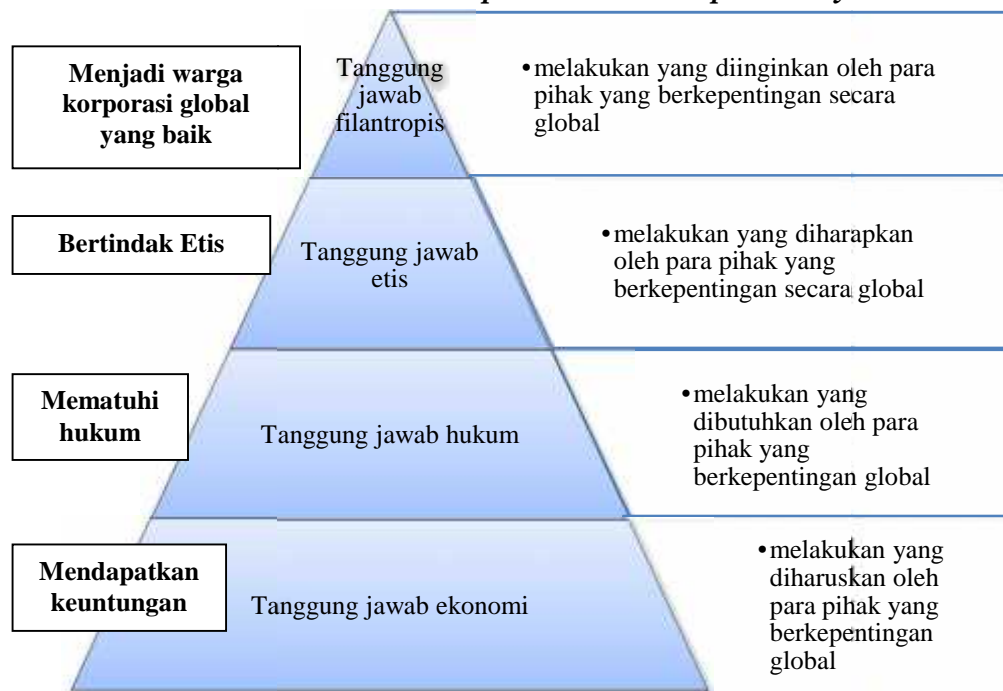 Menjadi warga
korporasi global
yang baik
Tanggung
jawab
filantropis
•melakukan yang diinginkan oleh para
pihak yang berkepentingan secara
global
Bertindak Etis
Tanggung jawab
etis
•melakukan yang diharapkan
oleh para pihak yang
berkepentingan secara global
Mematuhi
hukum
Tanggung jawab hukum
•melakukan yang
dibutuhkan oleh para
pihak yang
berkepentingan global
Mendapatkan
keuntungan
Tanggung jawab ekonomi
•melakukan yang
diharuskan oleh
para pihak yang
berkepentingan
global